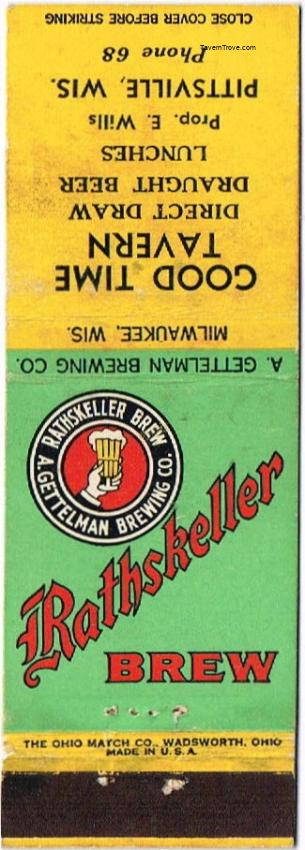 GOOD TIME
TAVERN
DIRECT DRAW
DRAUGHT BEER
LUNCHES
Prop. E. Wills
PITTSVILLE, WIS.
Phone 68
CLOSE COVER BEFORE STRIKING
TavernTrove.com
A. GETTELMAN BREWING CO.
MILWAUKEE, WIS.
RATHSKELLER BREW
A. GETTELMAN BREWING CO.
Rathskeller
BREW
THE OHIO MATCH CO., WADSWORTH, OHIO
MADE IN U.S.A.